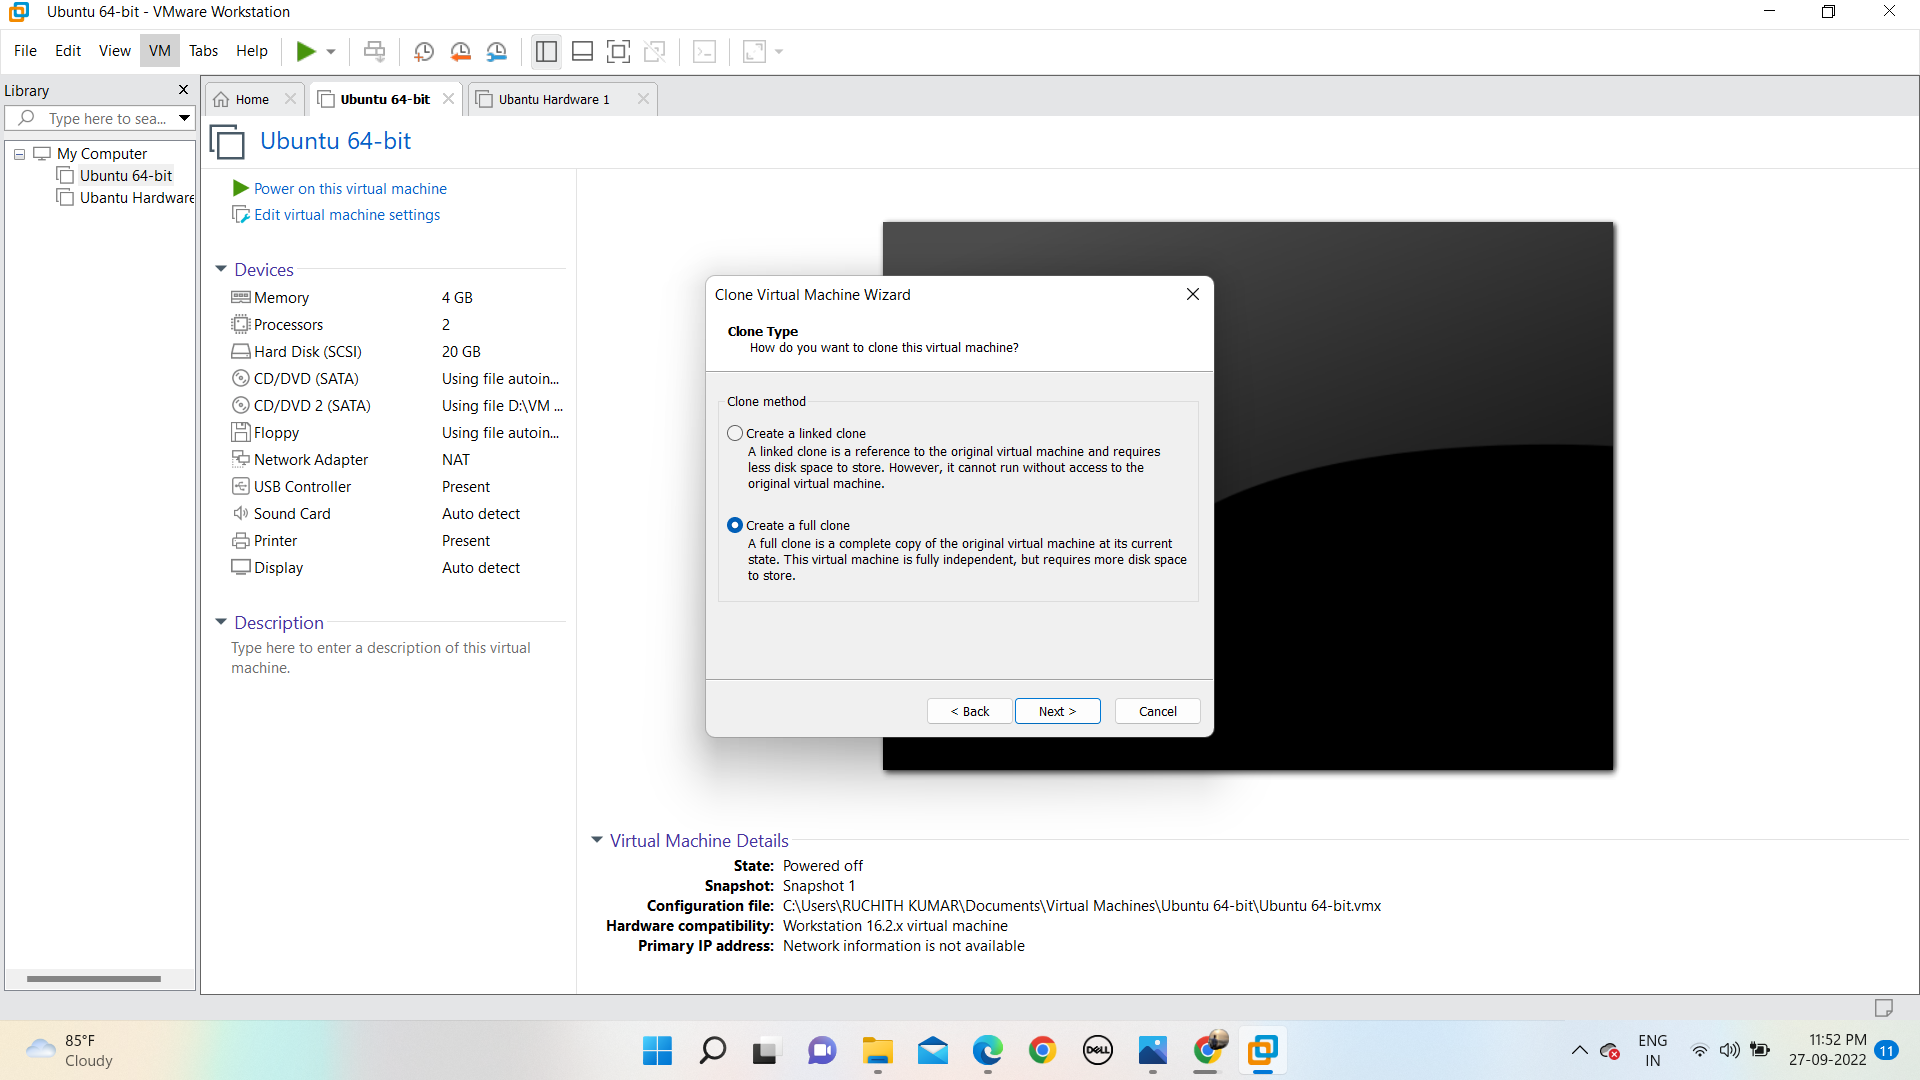 Ubuntu 64-bit - VMware Workstation
File Edit View VM Tabs Help
Library
Type here to sea...
My Computer
Ubuntu 64-bit
Ubantu Hardware
Home
Ubuntu 64-bit
Ubantu Hardware 1
Ubuntu 64-bit
Power on this virtual machine
Edit virtual machine settings
Devices
Memory 4 GB
Processors 2
Hard Disk (SCSI) 20 GB
CD/DVD (SATA) Using file autoin...
CD/DVD 2 (SATA) Using file D:\VM ...
Floppy Using file autoin...
Network Adapter NAT
USB Controller Present
Sound Card Auto detect
Printer Present
Display Auto detect
Description
Type here to enter a description of this virtual
machine.
Clone Virtual Machine Wizard
Clone Type
How do you want to clone this virtual machine?
Clone method
Create a linked clone
A linked clone is a reference to the original virtual machine and requires
less disk space to store. However, it cannot run without access to the
original virtual machine.
Create a full clone
A full clone is a complete copy of the original virtual machine at its current
state. This virtual machine is fully independent, but requires more disk space
to store.
< Back Next > Cancel
Virtual Machine Details
State: Powered off
Snapshot: Snapshot 1
Configuration file: C:\Users\RUCHITH KUMAR\Documents\Virtual Machines\Ubuntu 64-bit\Ubuntu 64-bit.vmx
Hardware compatibility: Workstation 16.2.x virtual machine
Primary IP address: Network information is not available
85°F
Cloudy
DELL
ENG
IN
11:52 PM
27-09-2022
11